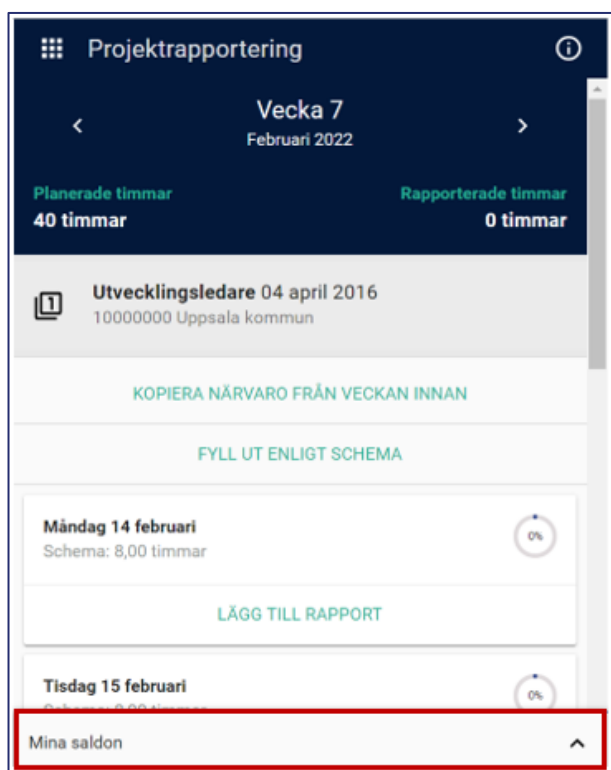 Projektrapportering
Vecka 7
Februari 2022
Planerade timmar Rapporterade timmar
40 timmar 0 timmar
1 Utvecklingsledare 04 april 2016
10000000 Uppsala kommun
KOPIERA NÄRVARO FRÅN VECKAN INNAN
FYLL UT ENLIGT SCHEMA
Måndag 14 februari
0%
Schema: 8,00 timmar
LÄGG TILL RAPPORT
Tisdag 15 februari
0%
Mina saldon